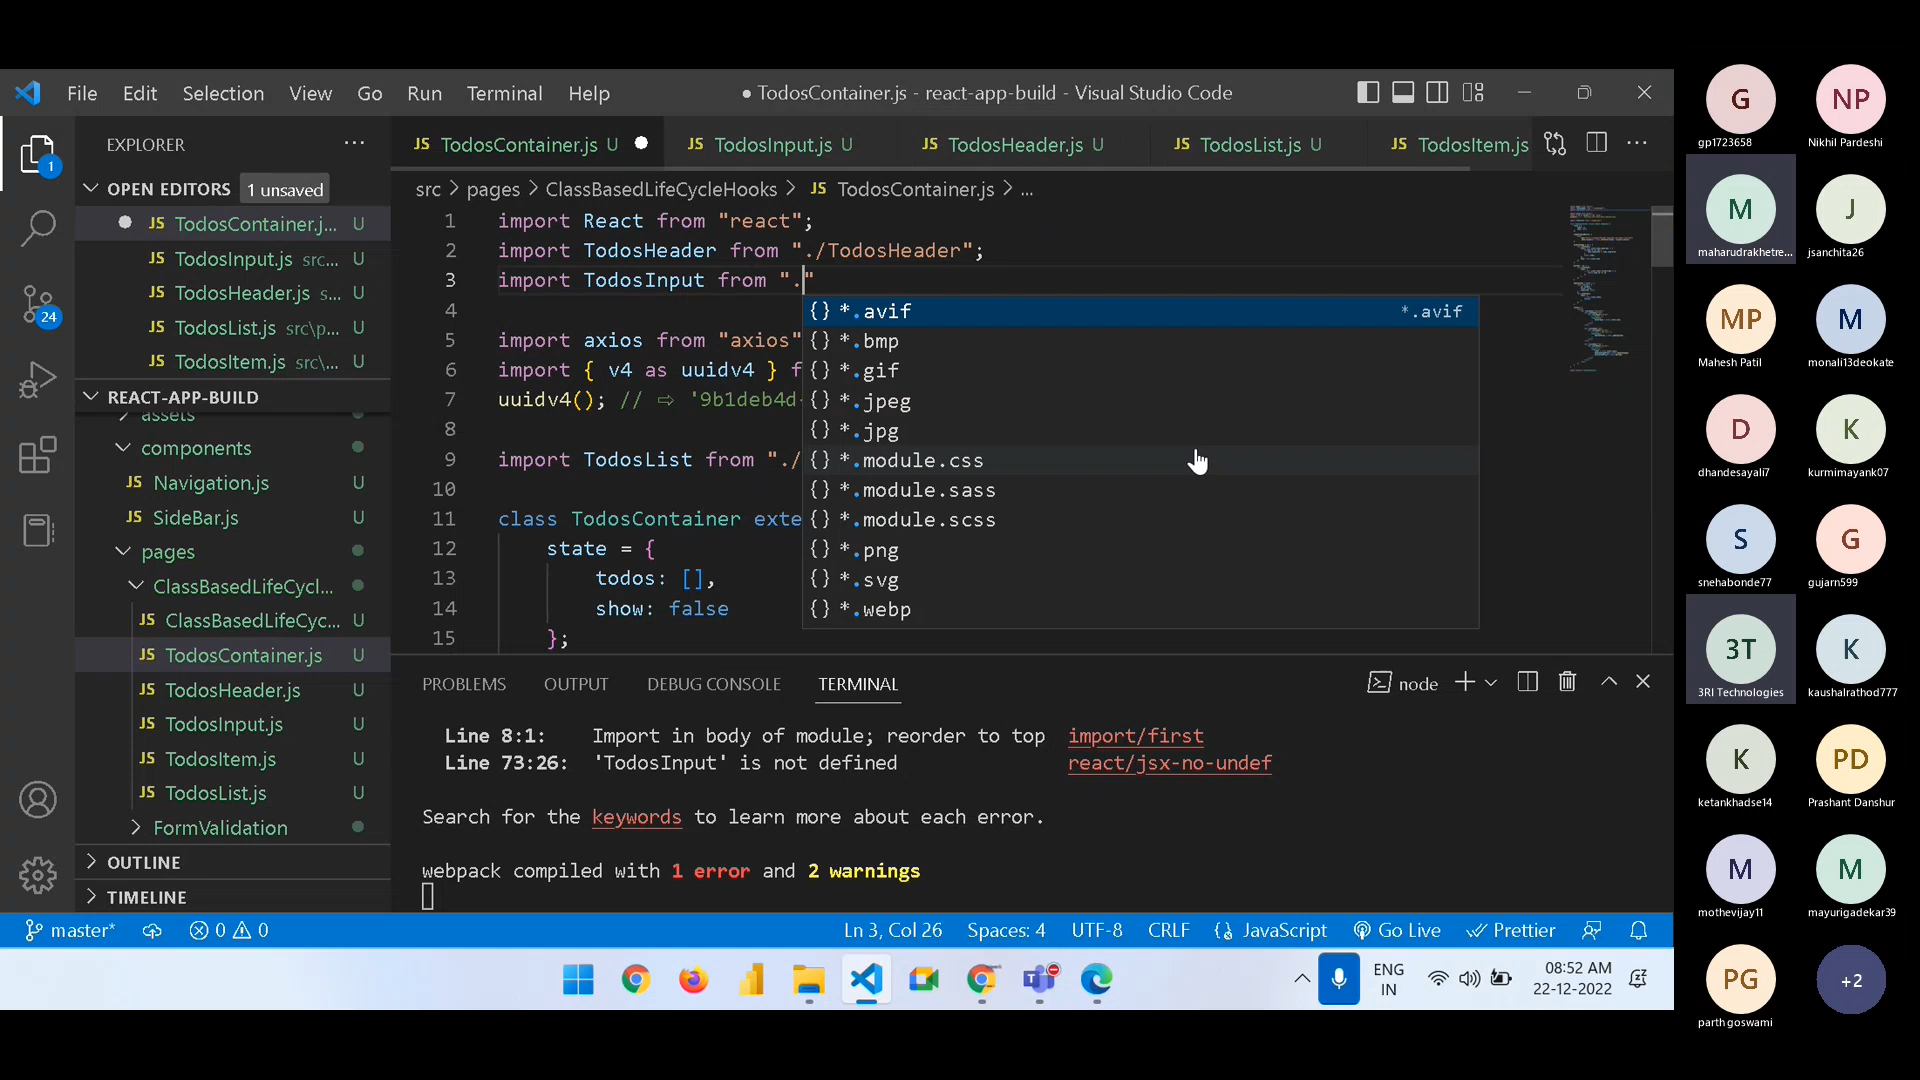 File Edit Selection View Go Run Terminal Help
● TodosContainer.js - react-app-build - Visual Studio Code
EXPLORER
OPEN EDITORS 1 unsaved
JS TodosContainer.j... U
JS TodosInput.js src... U
JS TodosHeader.js s... U
JS TodosList.js src\p... U
JS TodosItem.js src\... U
REACT-APP-BUILD
assets
components
JS Navigation.js U
JS SideBar.js U
pages
ClassBasedLifeCycl...
JS ClassBasedLifeCyc... U
JS TodosContainer.js U
JS TodosHeader.js U
JS TodosInput.js U
JS TodosItem.js U
JS TodosList.js U
FormValidation
OUTLINE
TIMELINE
1
24
JS TodosContainer.js U
JS TodosInput.js U
JS TodosHeader.js U
JS TodosList.js U
JS TodosItem.js
src > pages > ClassBasedLifeCycleHooks > JS TodosContainer.js > ...
1 import React from "react";
2 import TodosHeader from "./TodosHeader";
3 import TodosInput from "."
4
5 import axios from "axios"
6 import { v4 as uuidv4 } f
7 uuidv4(); // ⇨ '9b1deb4d-
8
9 import TodosList from "./
10
11 class TodosContainer exte
12 state = {
13 todos: [],
14 show: false
15 };
{} *.avif *.avif
{} *.bmp
{} *.gif
{} *.jpeg
{} *.jpg
{} *.module.css
{} *.module.sass
{} *.module.scss
{} *.png
{} *.svg
{} *.webp
PROBLEMS OUTPUT DEBUG CONSOLE TERMINAL
node
Line 8:1: Import in body of module; reorder to top import/first
Line 73:26: 'TodosInput' is not defined react/jsx-no-undef
Search for the keywords to learn more about each error.
webpack compiled with 1 error and 2 warnings
master* 0 0
Ln 3, Col 26 Spaces: 4 UTF-8 CRLF {} JavaScript Go Live Prettier
ENG
IN
08:52 AM
22-12-2022
G
gp1723658
NP
Nikhil Pardeshi
M
maharudrakhetre...
J
jsanchita26
MP
Mahesh Patil
M
monali13deokate
D
dhandesayali7
K
kurmimayank07
S
snehabonde77
G
gujarn599
3T
3RI Technologies
K
kaushalrathod777
K
ketankhadse14
PD
Prashant Danshur
M
mothevijay11
M
mayurigadekar39
PG
parth goswami
+2